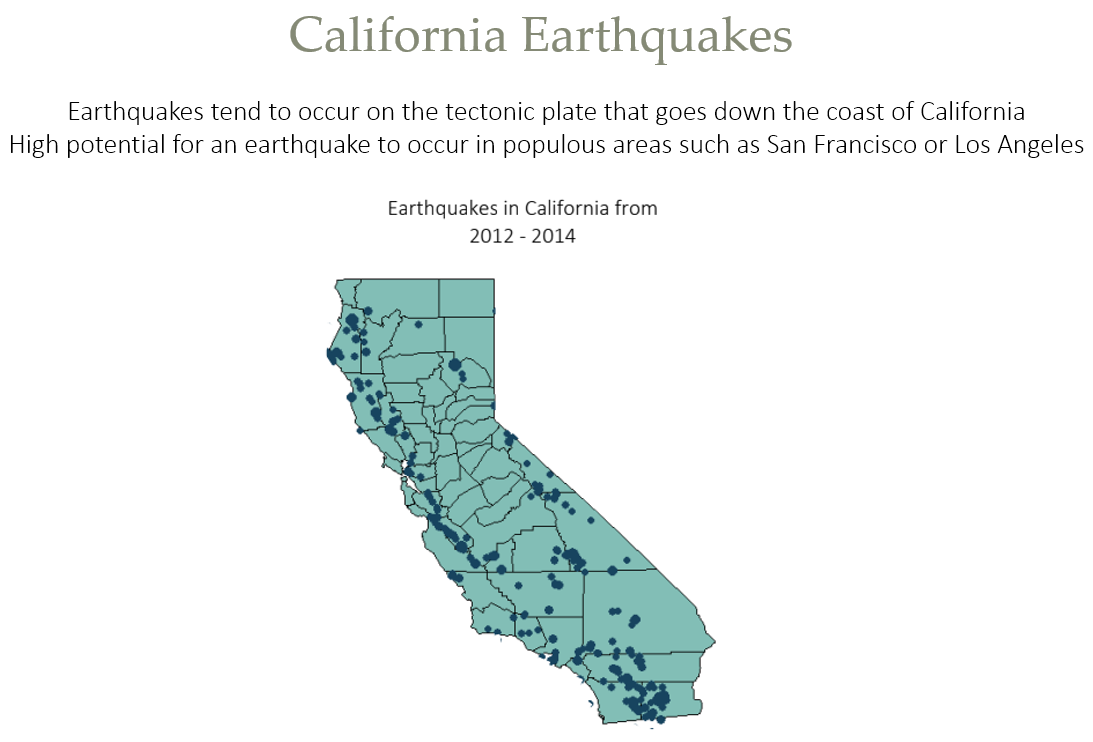 California Earthquakes
Earthquakes tend to occur on the tectonic plate that goes down the coast of California
High potential for an earthquake to occur in populous areas such as San Francisco or Los Angeles
Earthquakes in California from
2012 - 2014